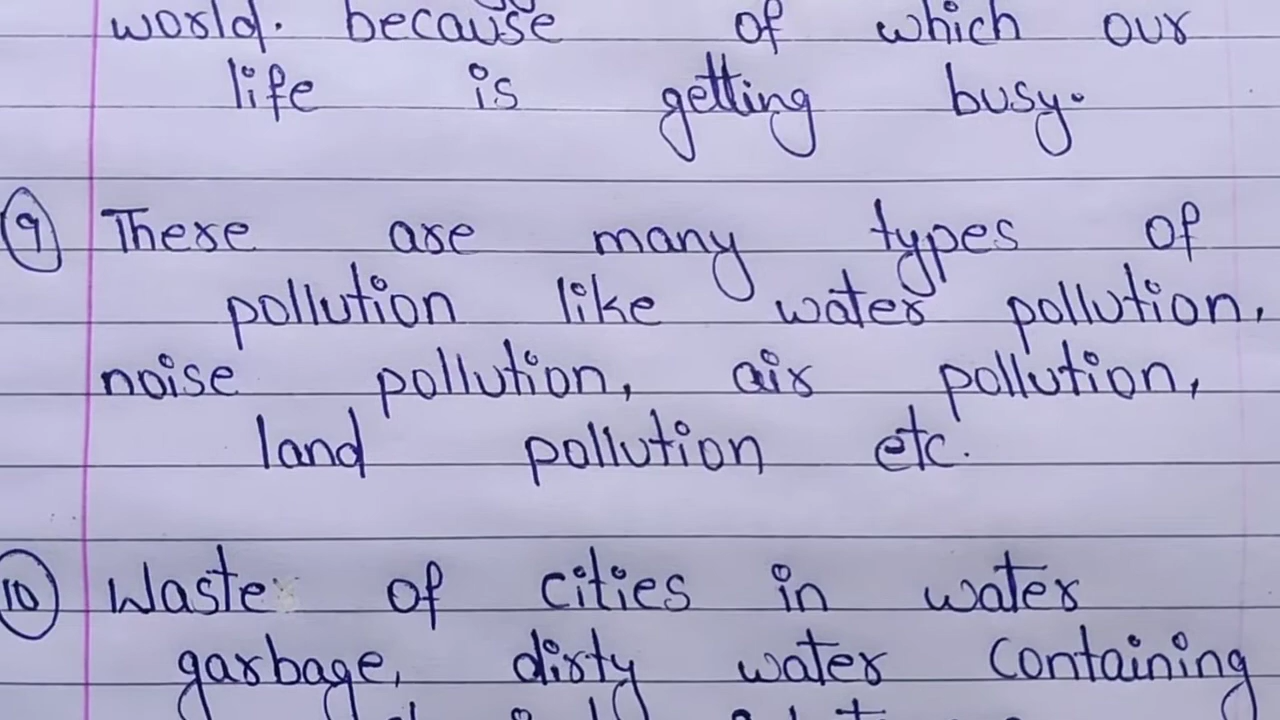 world. because of which our
life is getting busy.
9 There are many types of
pollution like water pollution,
noise pollution, air pollution,
land pollution etc.
10 Waste of cities in water
garbage, dirty water containing